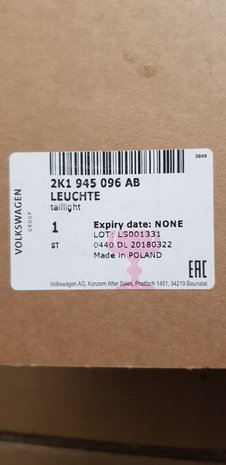 3849
2K1 945 096 AB
LEUCHTE
taillight
VOLKSWAGEN
GROUP
1
Expiry date: NONE
LOT: LS001331
ST
0440 DL 20180322
Made in POLAND
EAC
Volkswagen AG, Konzern After Sales, Postfach 1451, 34219 Baunatal